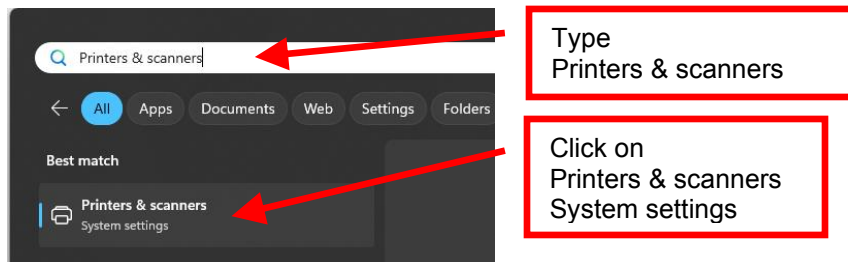 Printers & scanners
All Apps Documents Web Settings Folders
Best match
Printers & scanners
System settings
Type
Printers & scanners
Click on
Printers & scanners
System settings